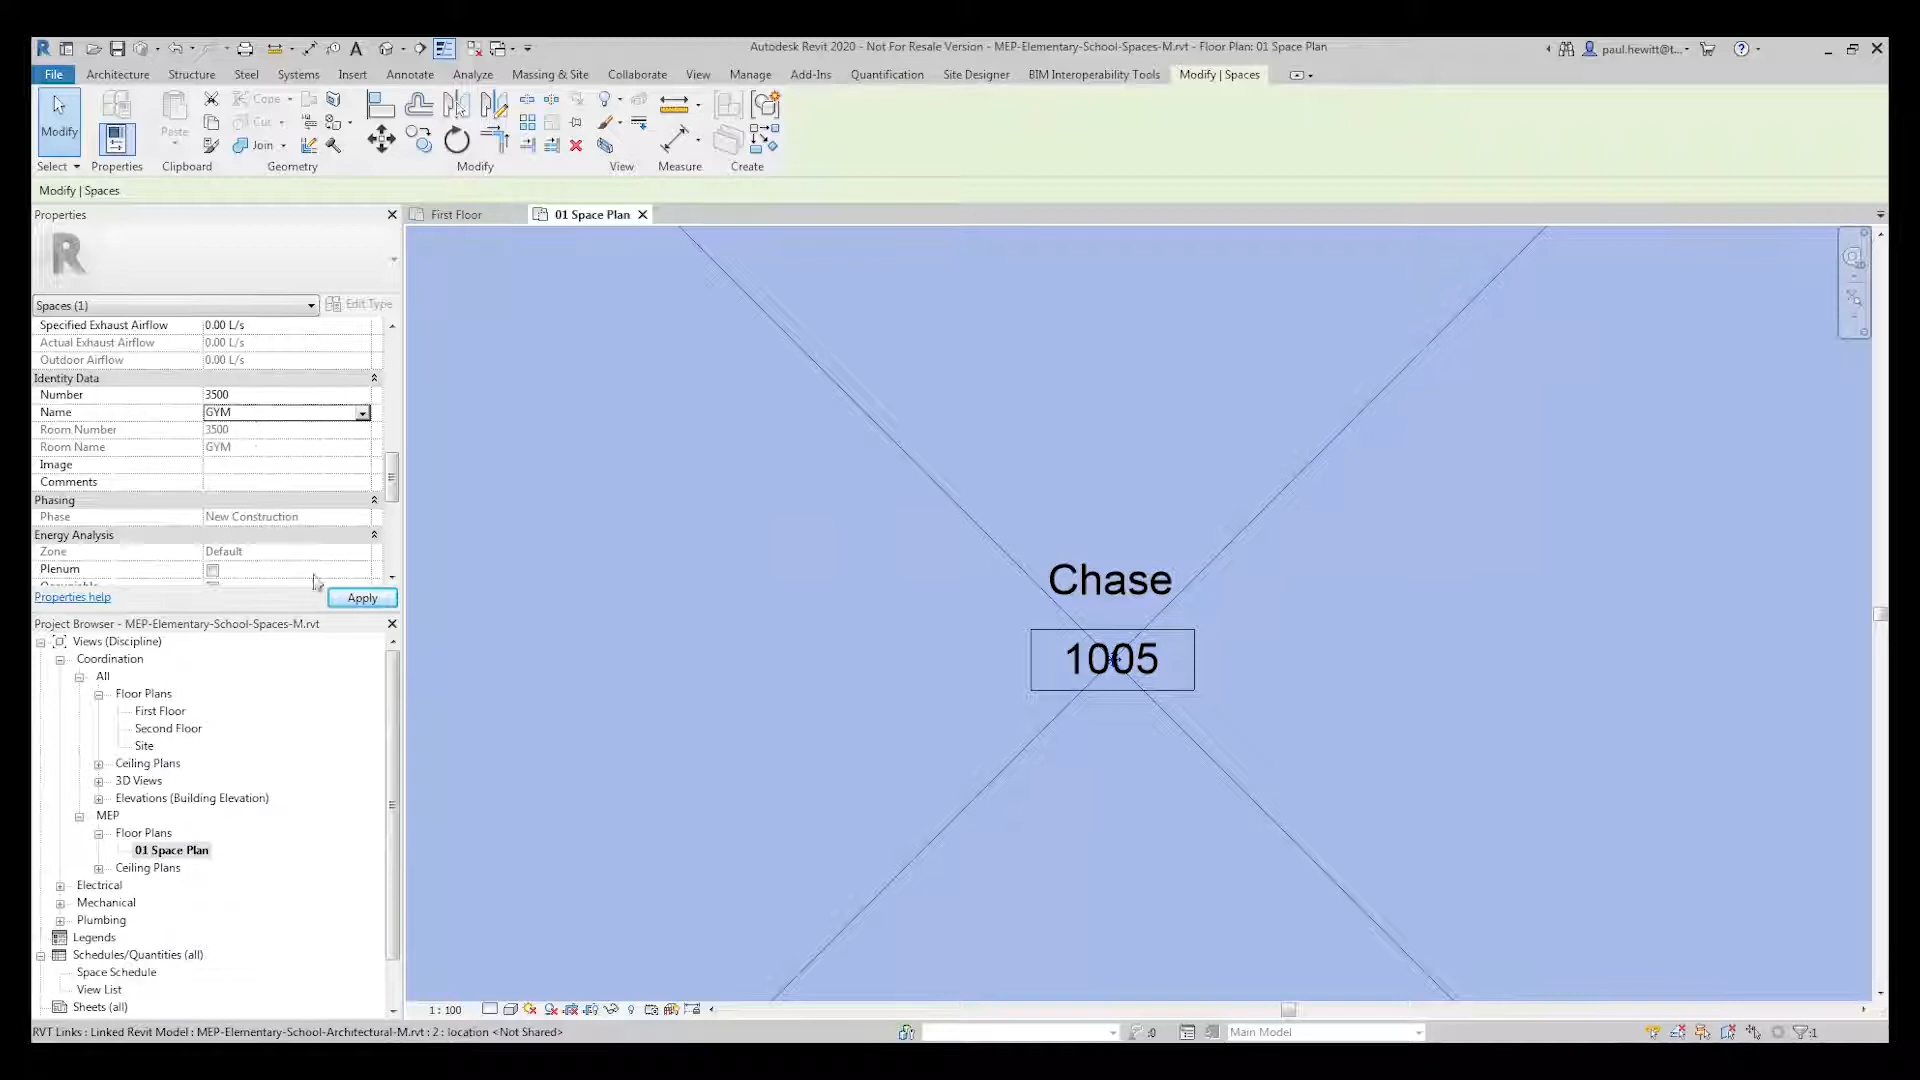 Autodesk Revit 2020 - Not For Resale Version - MEP-Elementary-School-Spaces-M.rvt - Floor Plan: 01 Space Plan
paul.hewitt@t...
File Architecture Structure Steel Systems Insert Annotate Analyze Massing & Site Collaborate View Manage Add-Ins Quantification Site Designer BIM Interoperability Tools Modify | Spaces
Modify
Paste
Cope
Cut
Join
Select Properties Clipboard Geometry Modify View Measure Create
Modify | Spaces
Properties
First Floor
01 Space Plan
R
Spaces (1)
Edit Type
Specified Exhaust Airflow 0.00 L/s
Actual Exhaust Airflow 0.00 L/s
Outdoor Airflow 0.00 L/s
Identity Data
Number 3500
Name GYM
Room Number 3500
Room Name GYM
Image
Comments
Phasing
Phase New Construction
Energy Analysis
Zone Default
Plenum
Properties help
Apply
Project Browser - MEP-Elementary-School-Spaces-M.rvt
Views (Discipline)
Coordination
All
Floor Plans
First Floor
Second Floor
Site
Ceiling Plans
3D Views
Elevations (Building Elevation)
MEP
Floor Plans
01 Space Plan
Ceiling Plans
Electrical
Mechanical
Plumbing
Legends
Schedules/Quantities (all)
Space Schedule
View List
Sheets (all)
Chase
1005
1 : 100
RVT Links : Linked Revit Model : MEP-Elementary-School-Architectural-M.rvt : 2 : location <Not Shared>
:0
Main Model
:1